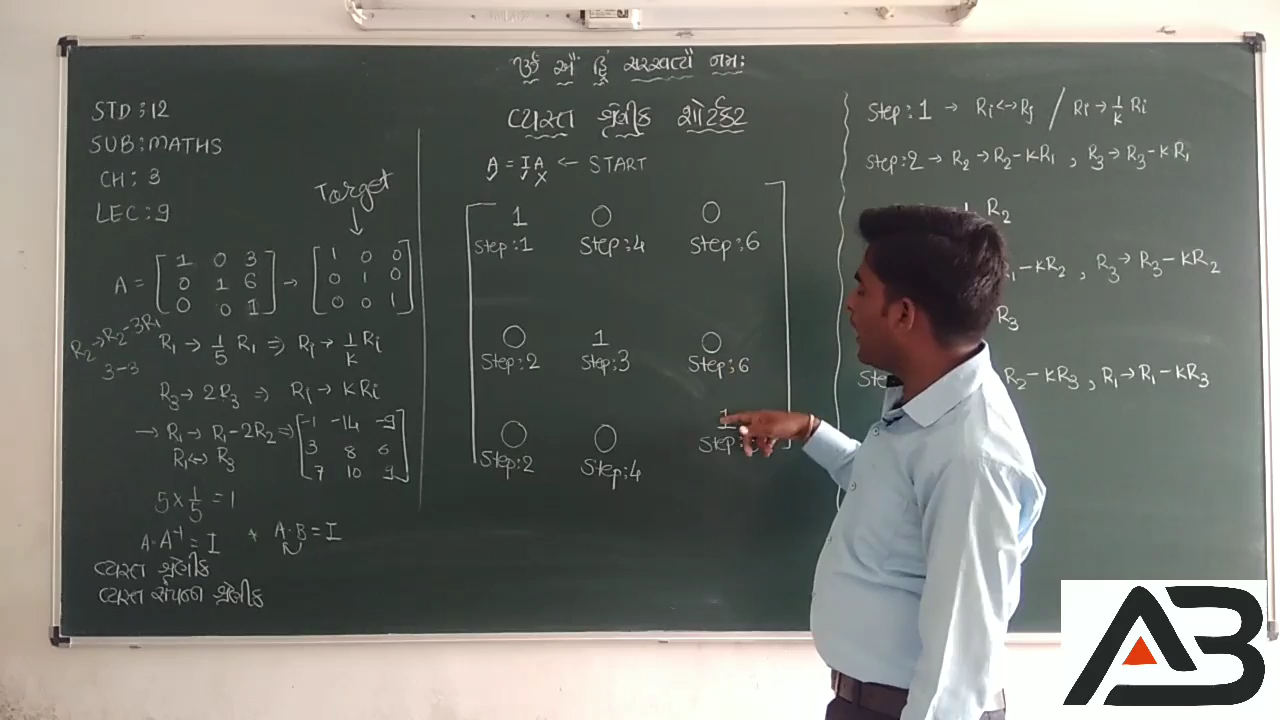 STD : 12
SUB: MATHS
CH : 3
LEC : 9
Target
A = [ 1 0 3 → [ 1 0 0
0 1 6 0 1 0
0 0 1 ] 0 0 1 ]
R₂→R₂-3R₁
3-3
R₁ → 1/5 R₁ ⇒ Ri → 1/k Ri
R₃ → 2R₃ ⇒ Ri → KRi
→ R₁ → R₁ - 2R₂ ⇒ [ -1 -14 -9
R₁ ↔ R₃ 3 8 6
7 10 9 ]
5 × 1/5 = 1
A·A⁻¹ = I * A·B = I
વ્યસ્ત શ્રેણીક
વ્યસ્ત સંપન્ન શ્રેણીક
સરસ્વત્યૈ નમ:
વ્યસ્ત શ્રેણીક શોર્ટકટ
A = IA ← START
1 0 0
Step:1 Step:4 Step:6
0 1 0
Step:2 Step:3 Step:6
0 0 1
Step:2 Step:4 Step:
Step: 1 → Ri ↔ Rj / Ri → 1/k Ri
Step: 2 → R₂ → R₂ - KR₁ , R₃ → R₃ - KR₁
R₂
R₁ - KR₂ , R₃ → R₃ - KR₂
R₃
Step R₂ - KR₃ , R₁ → R₁ - KR₃
AB